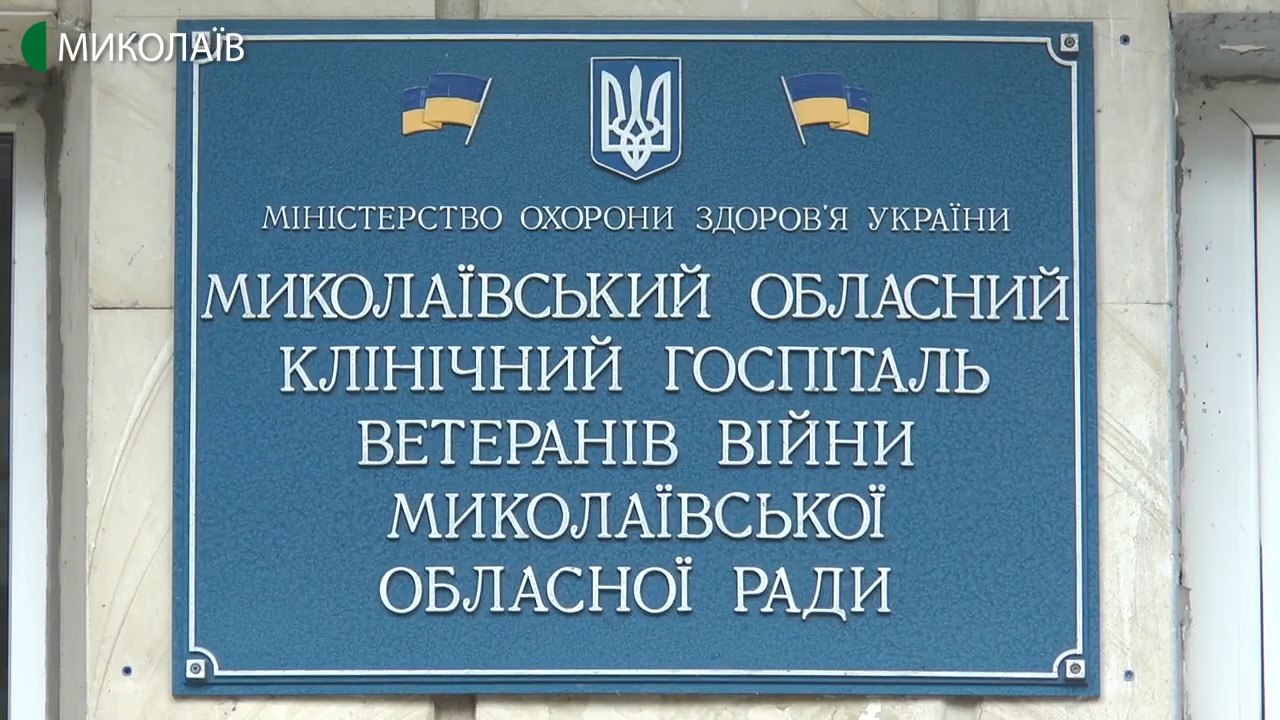 МИКОЛАЇВ
МІНІСТЕРСТВО ОХОРОНИ ЗДОРОВ'Я УКРАЇНИ
МИКОЛАЇВСЬКИЙ ОБЛАСНИЙ
КЛІНІЧНИЙ ГОСПІТАЛЬ
ВЕТЕРАНІВ ВІЙНИ
МИКОЛАЇВСЬКОЇ
ОБЛАСНОЇ РАДИ